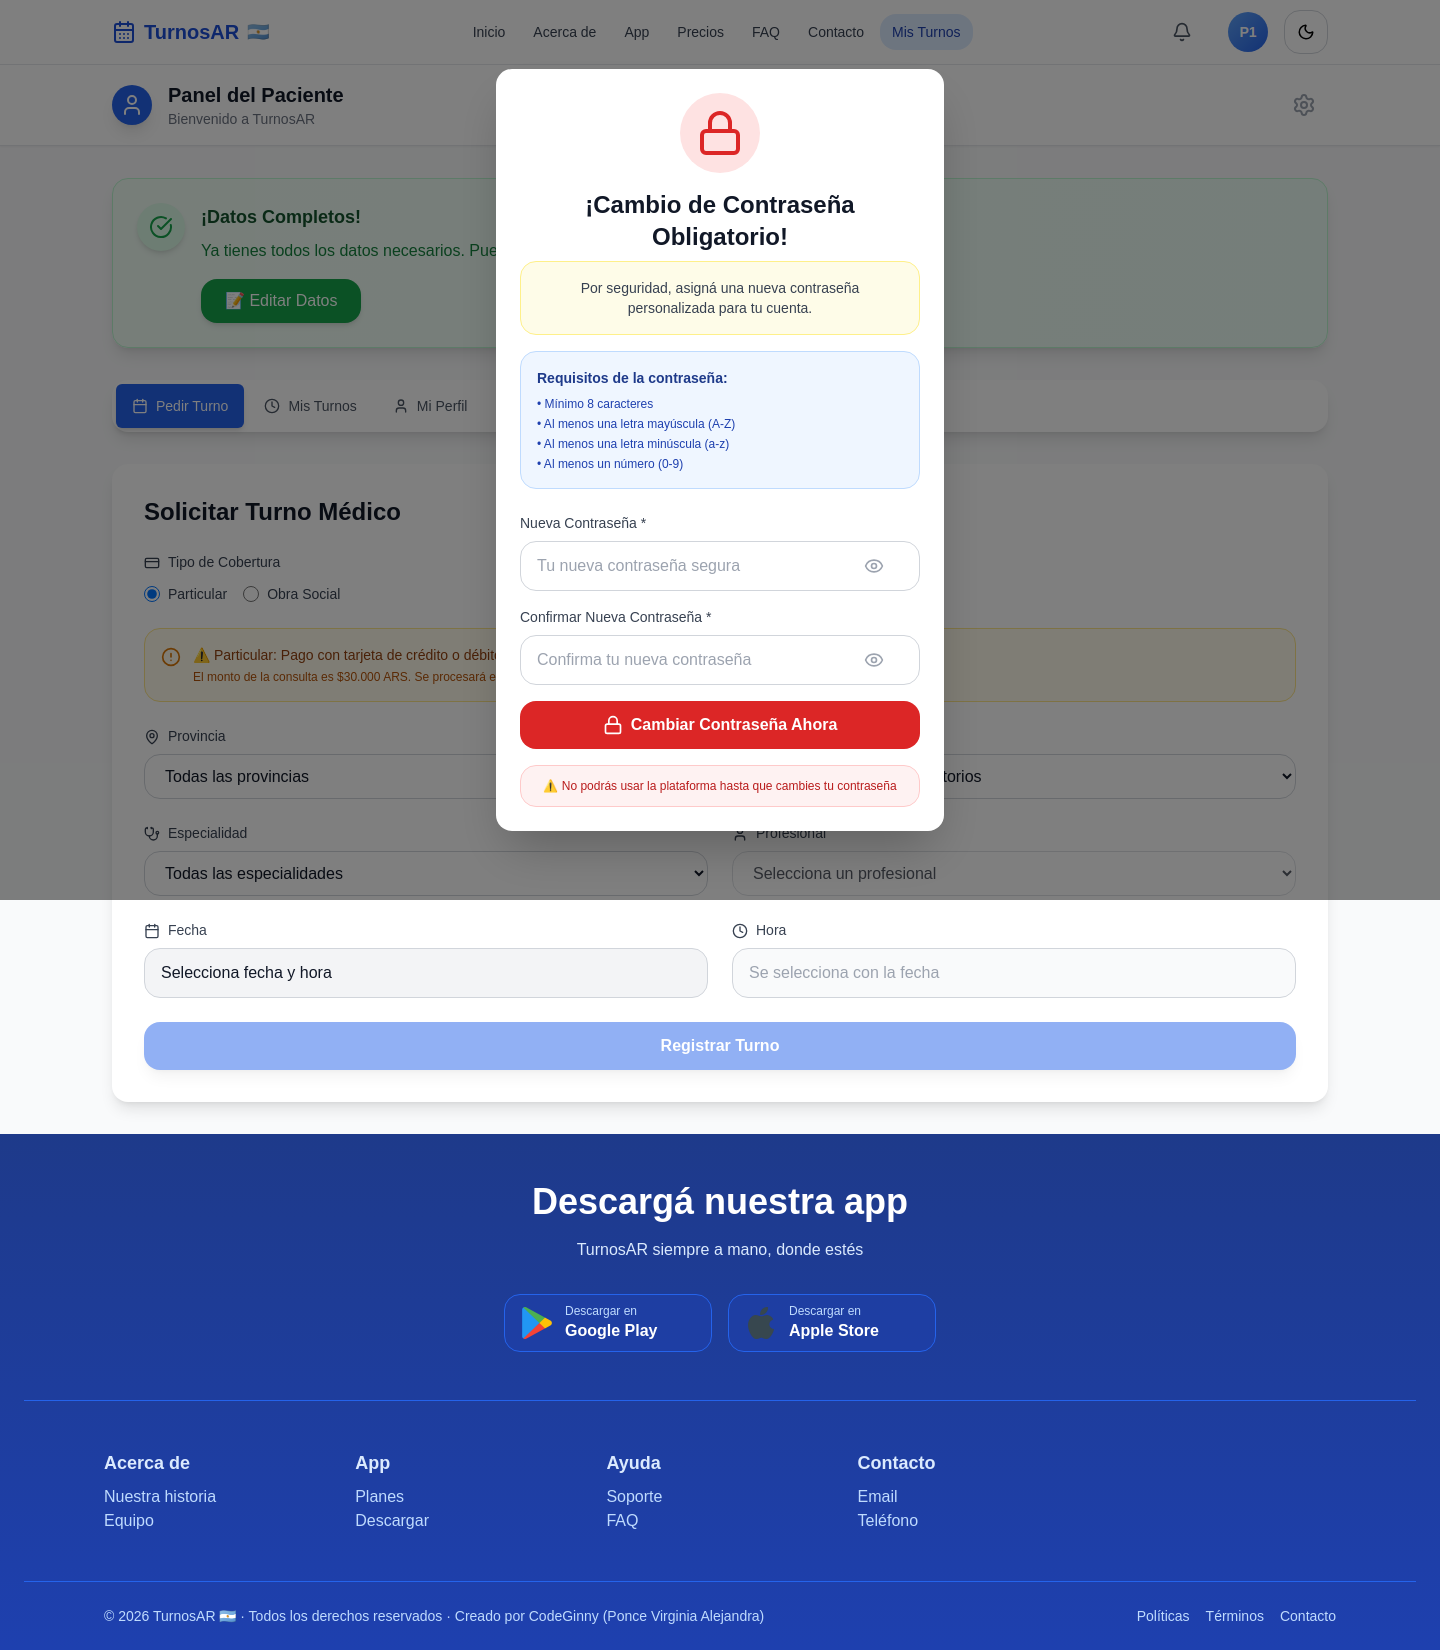 TurnosAR 🇦🇷
Inicio Acerca de App Precios FAQ Contacto Mis Turnos
P1
Panel del Paciente
Bienvenido a TurnosAR
¡Datos Completos!
Ya tienes todos los datos necesarios.
📝 Editar Datos
Pedir Turno Mis Turnos Mi Perfil
Solicitar Turno Médico
Tipo de Cobertura
Particular Obra Social
⚠️ Particular: Pago con tarjeta de crédito o débito
El monto de la consulta es $30.000 ARS. Se procesará
Provincia
Todas las provincias
Especialidad Profesional
Todas las especialidades Selecciona un profesional
¡Cambio de Contraseña
Obligatorio!
Por seguridad, asigná una nueva contraseña
personalizada para tu cuenta.
Requisitos de la contraseña:
• Mínimo 8 caracteres
• Al menos una letra mayúscula (A-Z)
• Al menos una letra minúscula (a-z)
• Al menos un número (0-9)
Nueva Contraseña *
Tu nueva contraseña segura
Confirmar Nueva Contraseña *
Confirma tu nueva contraseña
Cambiar Contraseña Ahora
⚠️ No podrás usar la plataforma hasta que cambies tu contraseña
Fecha Hora
Selecciona fecha y hora Se selecciona con la fecha
Registrar Turno
Descargá nuestra app
TurnosAR siempre a mano, donde estés
Descargar en
Google Play
Descargar en
Apple Store
Acerca de App Ayuda Contacto
Nuestra historia Planes Soporte Email
Equipo Descargar FAQ Teléfono
© 2026 TurnosAR 🇦🇷 · Todos los derechos reservados · Creado por CodeGinny (Ponce Virginia Alejandra) Políticas Términos Contacto